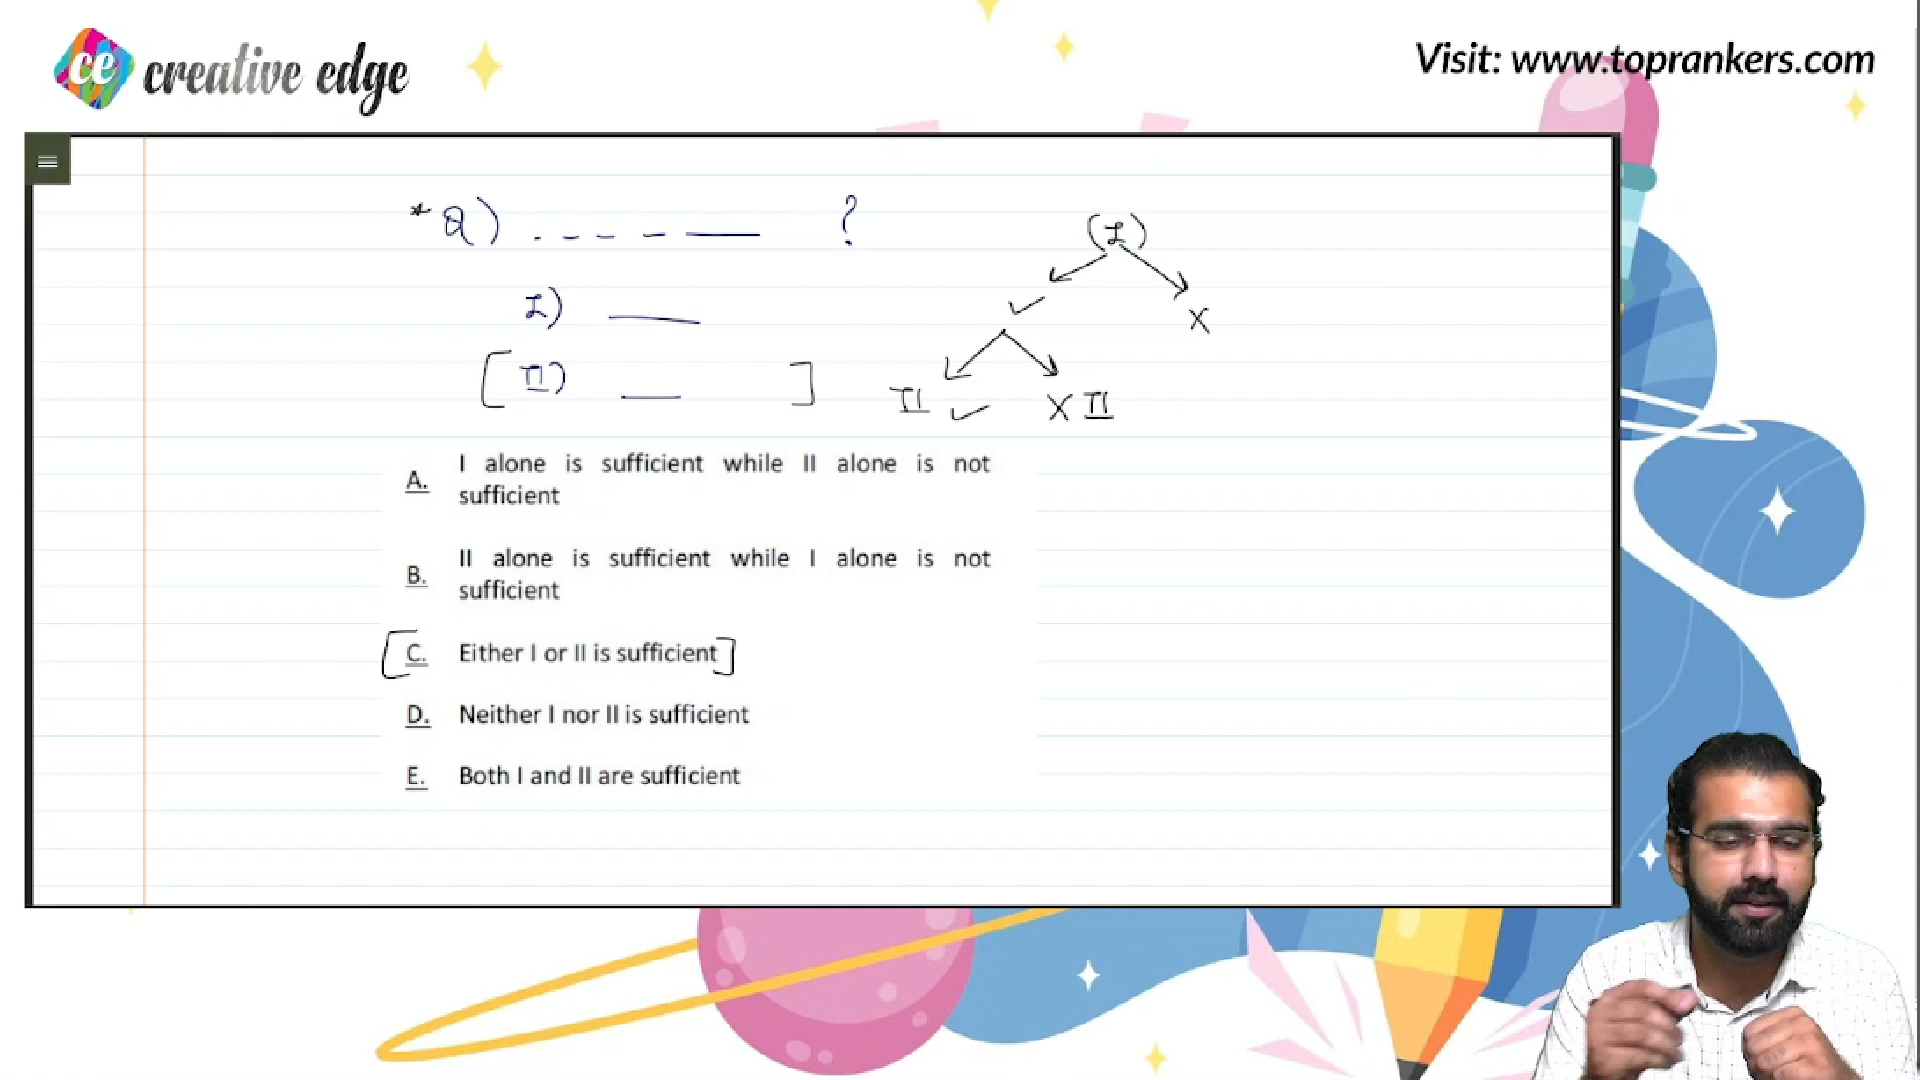 ce creative edge
Visit: www.toprankers.com
* Q) . - - - — ?
(I)
I) —
✓ X
[ II) — ]
II ✓ X II
A. I alone is sufficient while II alone is not
sufficient
B. II alone is sufficient while I alone is not
sufficient
[C. Either I or II is sufficient]
D. Neither I nor II is sufficient
E. Both I and II are sufficient